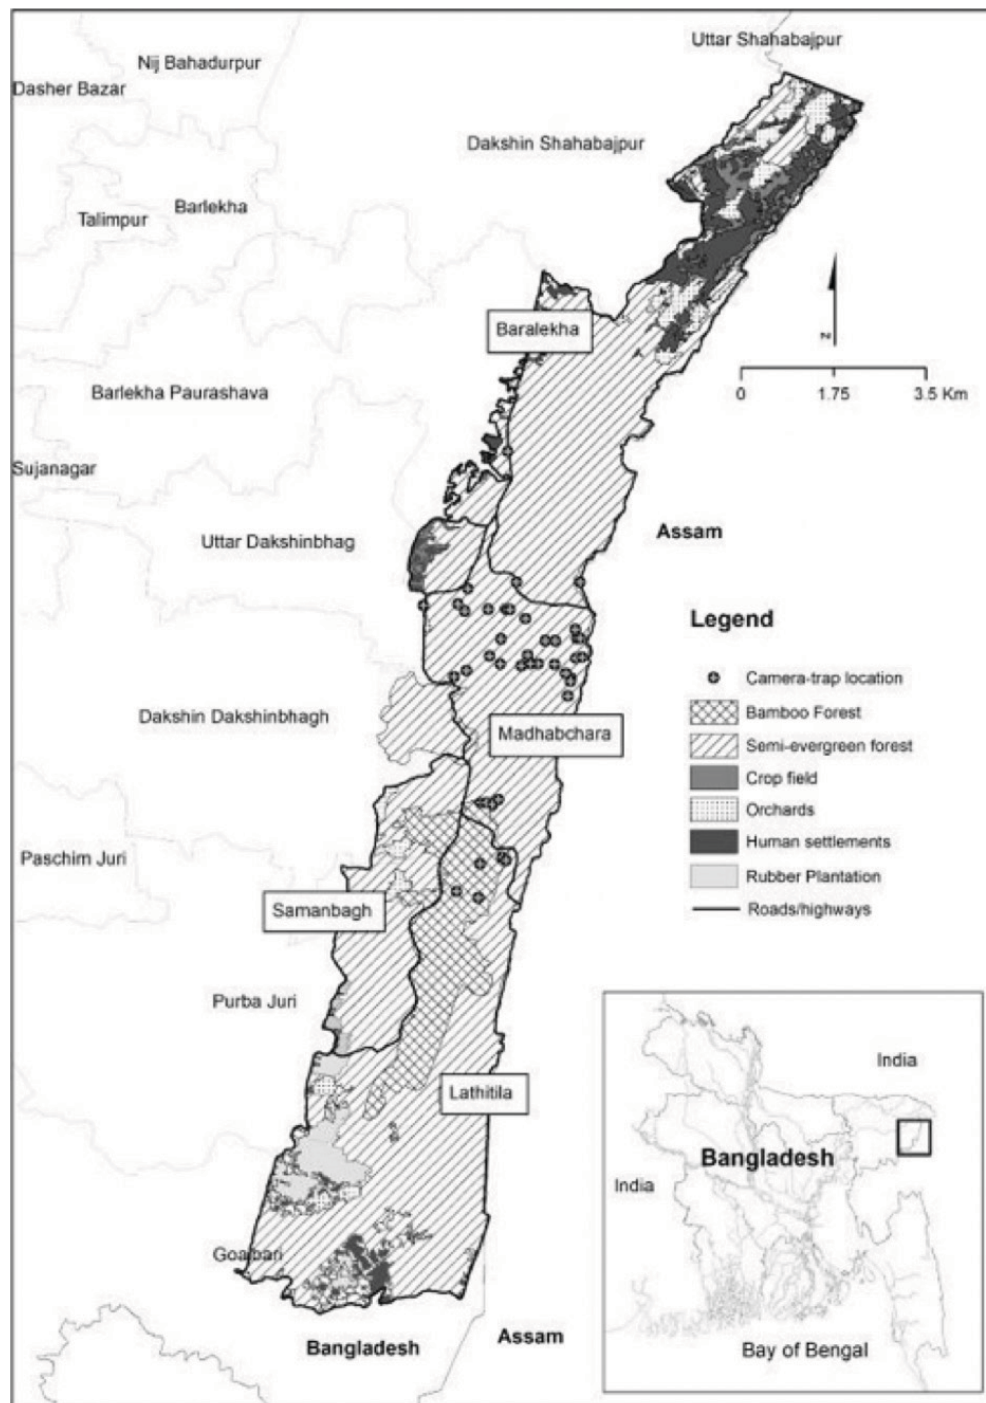 Uttar Shahabajpur
Nij Bahadurpur
Dasher Bazar
Dakshin Shahabajpur
Barlekha
Talimpur
Baralekha
N
Barlekha Paurashava
0 1.75 3.5 Km
Sujanagar
Assam
Uttar Dakshinbhag
Legend
Camera-trap location
Bamboo Forest
Semi-evergreen forest
Crop field
Orchards
Human settlements
Rubber Plantation
Roads/highways
Dakshin Dakshinbhagh
Madhabchara
Paschim Juri
Samanbagh
Purba Juri
Lathitila
Goalbari
Bangladesh
Assam
India
Bangladesh
India
Bay of Bengal